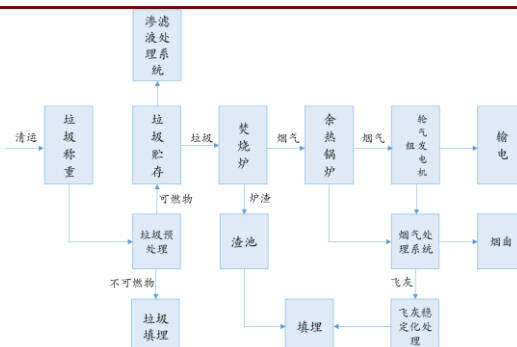 渗滤
液处
理系
统
清运
垃
圾
称
重
垃
圾
贮
存
垃圾
焚
烧
炉
烟气
余
热
锅
炉
烟气
轮
气发
组电
机
输
电
可燃物
炉渣
垃圾预
处理
渣池
烟气处
理系统
烟囱
不可燃物
飞灰
垃圾
填埋
填埋
飞灰稳
定化处
理